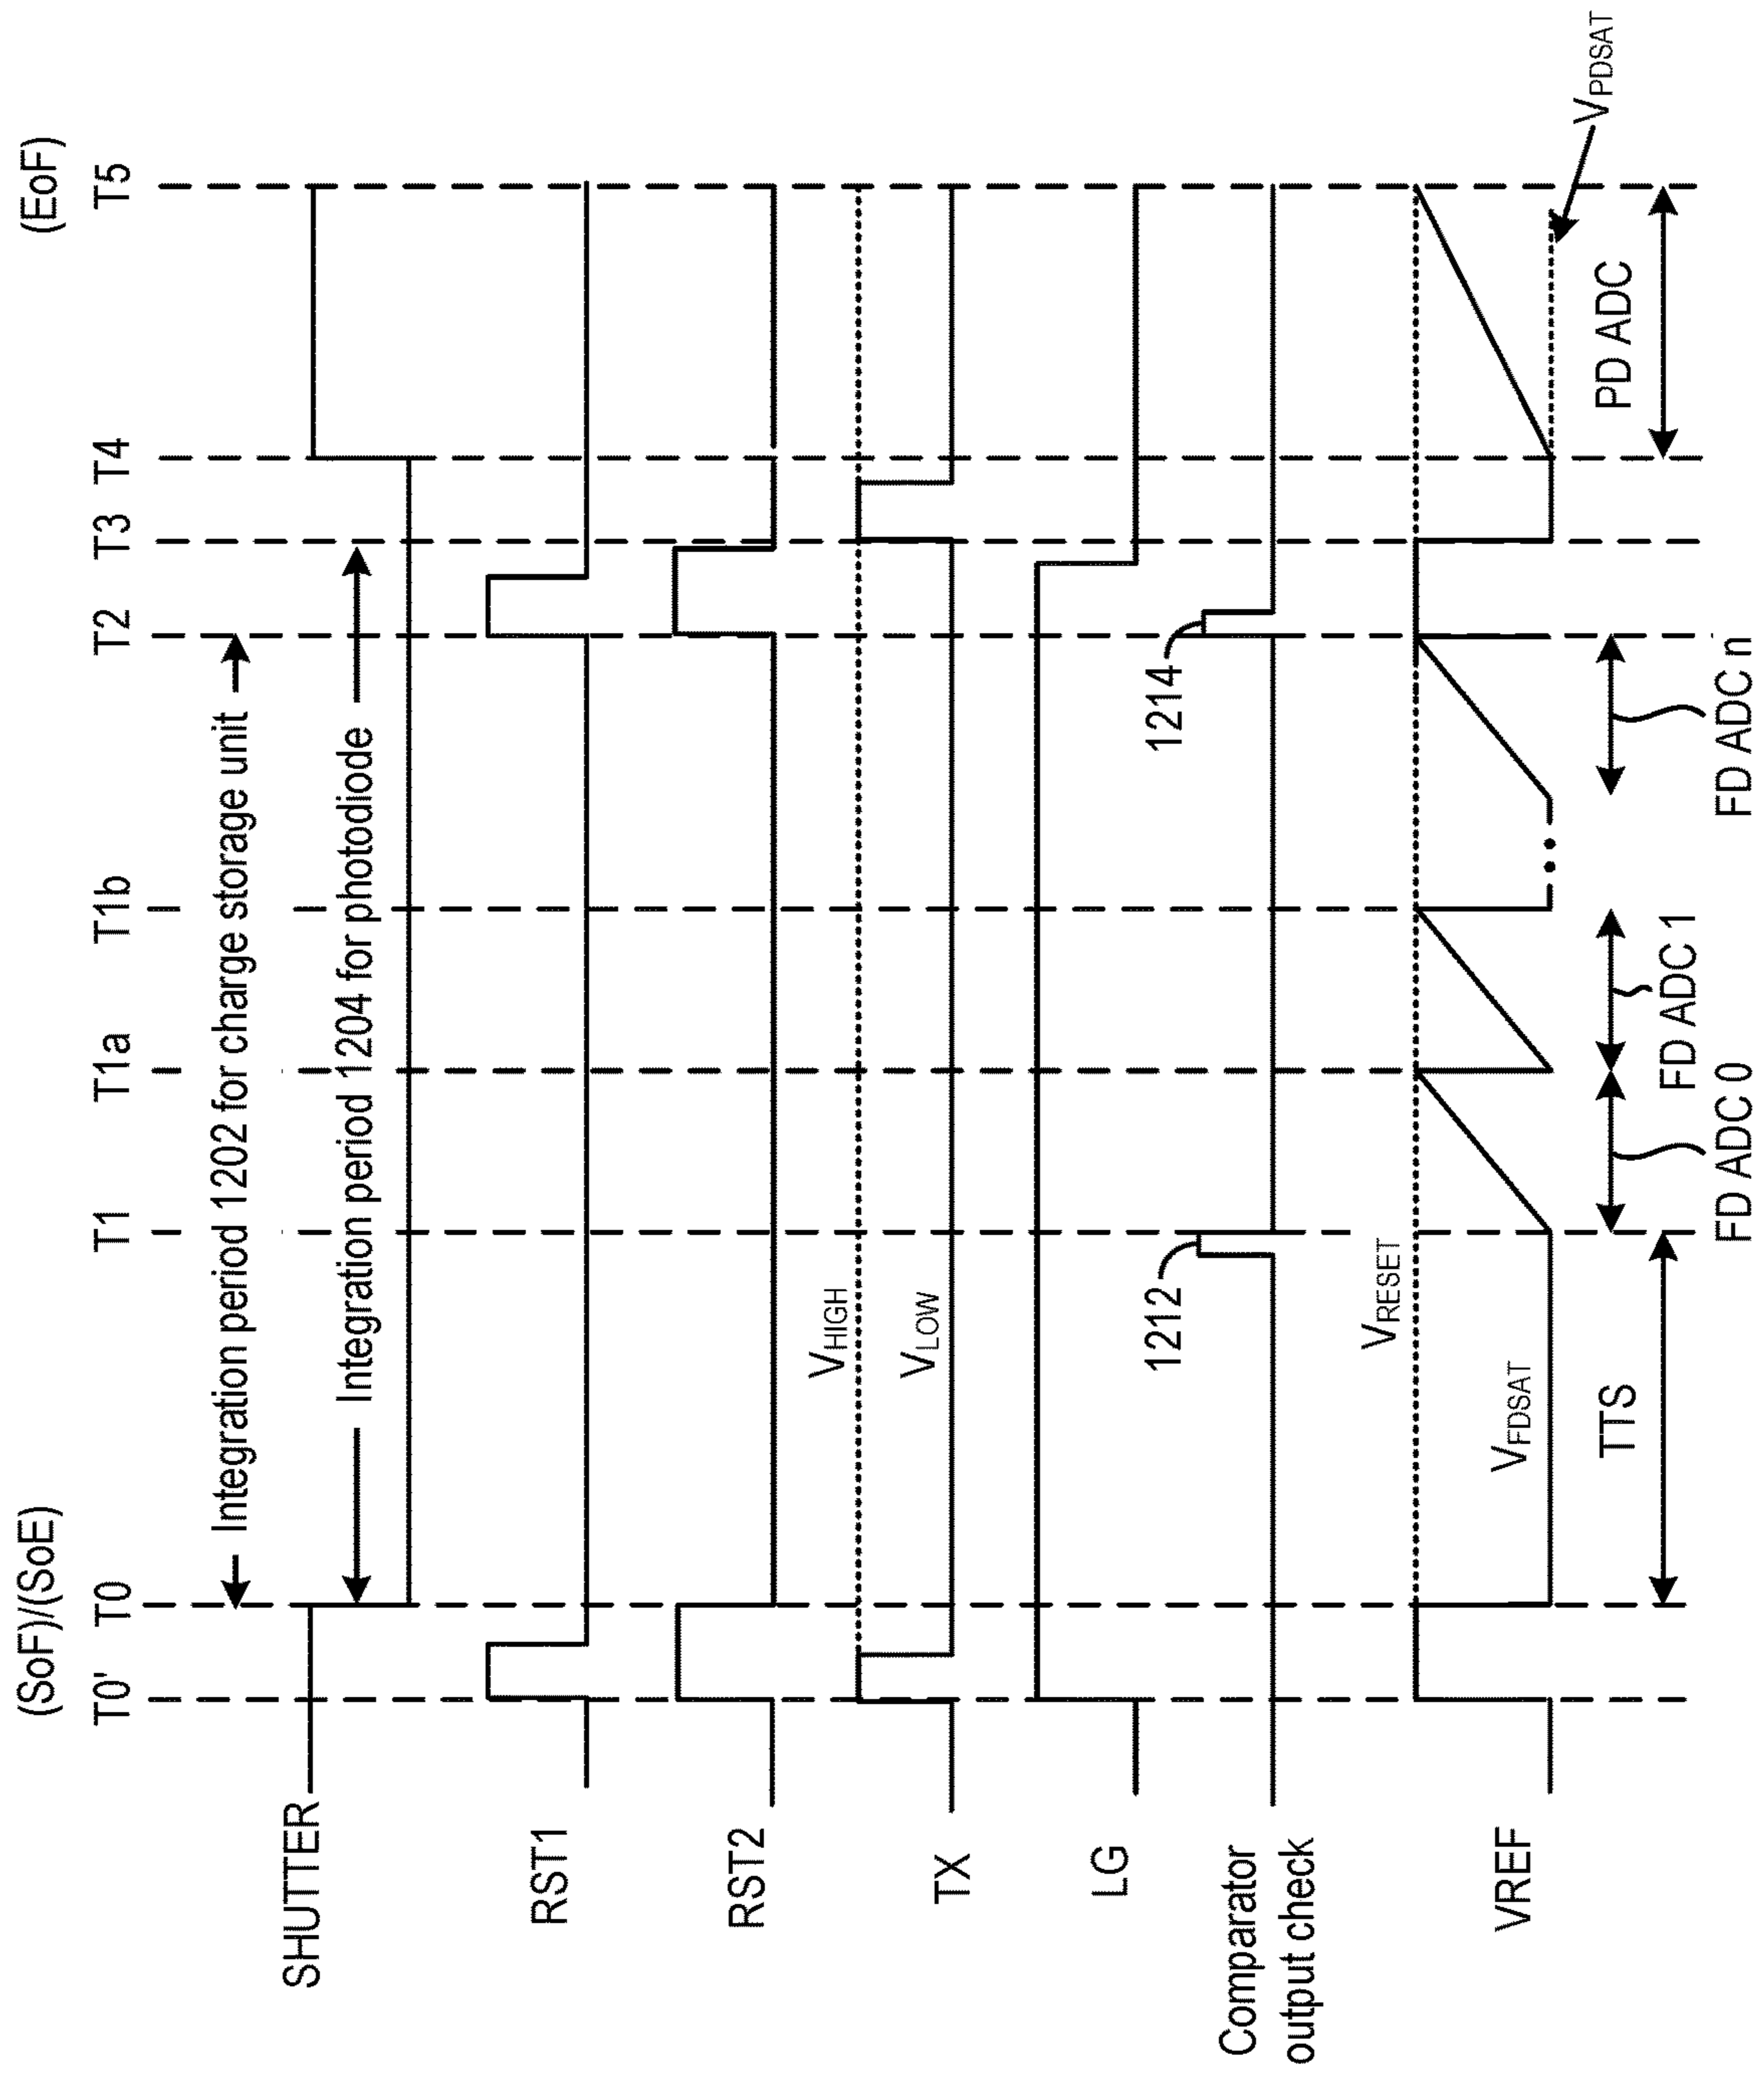 (SoF)/(SoE)
(EoF)
T0'
T0
T1
T1a
T1b
T2
T3
T4
T5
Integration period 1202 for charge storage unit
Integration period 1204 for photodiode
SHUTTER
RST1
RST2
VHIGH
TX
VLOW
LG
Comparator
output check
1212
1214
VRESET
VREF
VFDSAT
VPDSAT
TTS
PD ADC
FD ADC 1
FD ADC 0
FD ADC n